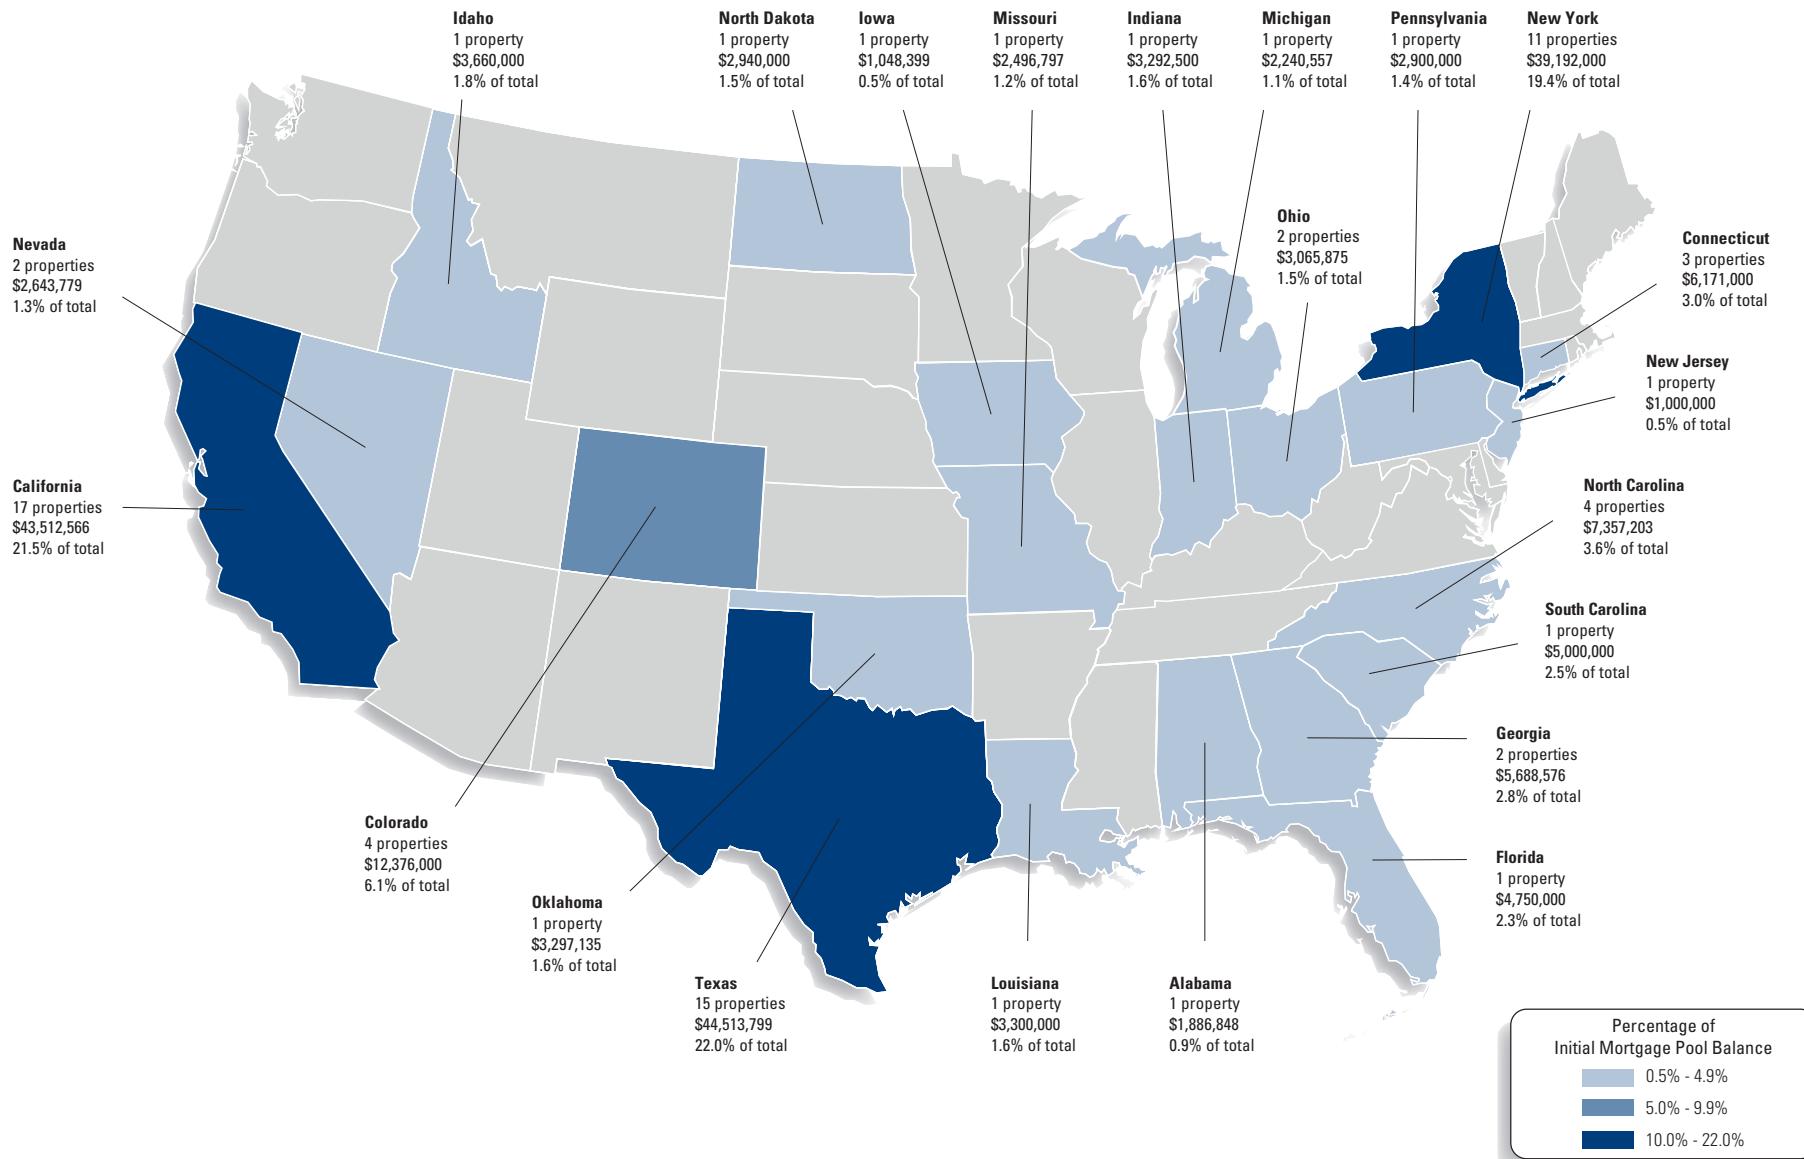 Idaho
1 property
$3,660,000
1.8% of total
North Dakota
1 property
$2,940,000
1.5% of total
Iowa
1 property
$1,048,399
0.5% of total
Missouri
1 property
$2,496,797
1.2% of total
Indiana
1 property
$3,292,500
1.6% of total
Michigan
1 property
$2,240,557
1.1% of total
Pennsylvania
1 property
$2,900,000
1.4% of total
New York
11 properties
$39,192,000
19.4% of total
Nevada
2 properties
$2,643,779
1.3% of total
Ohio
2 properties
$3,065,875
1.5% of total
Connecticut
3 properties
$6,171,000
3.0% of total
New Jersey
1 property
$1,000,000
0.5% of total
California
17 properties
$43,512,566
21.5% of total
North Carolina
4 properties
$7,357,203
3.6% of total
South Carolina
1 property
$5,000,000
2.5% of total
Georgia
2 properties
$5,688,576
2.8% of total
Colorado
4 properties
$12,376,000
6.1% of total
Florida
1 property
$4,750,000
2.3% of total
Oklahoma
1 property
$3,297,135
1.6% of total
Texas
15 properties
$44,513,799
22.0% of total
Louisiana
1 property
$3,300,000
1.6% of total
Alabama
1 property
$1,886,848
0.9% of total
Percentage of
Initial Mortgage Pool Balance
0.5% - 4.9%
5.0% - 9.9%
10.0% - 22.0%